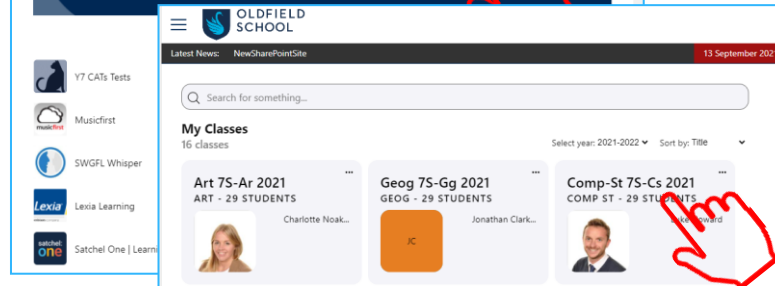 OLDFIELD
SCHOOL
Latest News: NewSharePointSite
13 September 202
Search for something...
My Classes
16 classes
Select year: 2021-2022
Sort by: Title
Art 7S-Ar 2021
ART - 29 STUDENTS
Charlotte Noak...
Geog 7S-Gg 2021
GEOG - 29 STUDENTS
Jonathan Clark...
JC
Comp-St 7S-Cs 2021
COMP ST - 29 STUDENTS
Y7 CATs Tests
musicfirst
Musicfirst
SWGFL Whisper
Lexia
Lexia Learning
satchel:
one
Satchel One | Learni